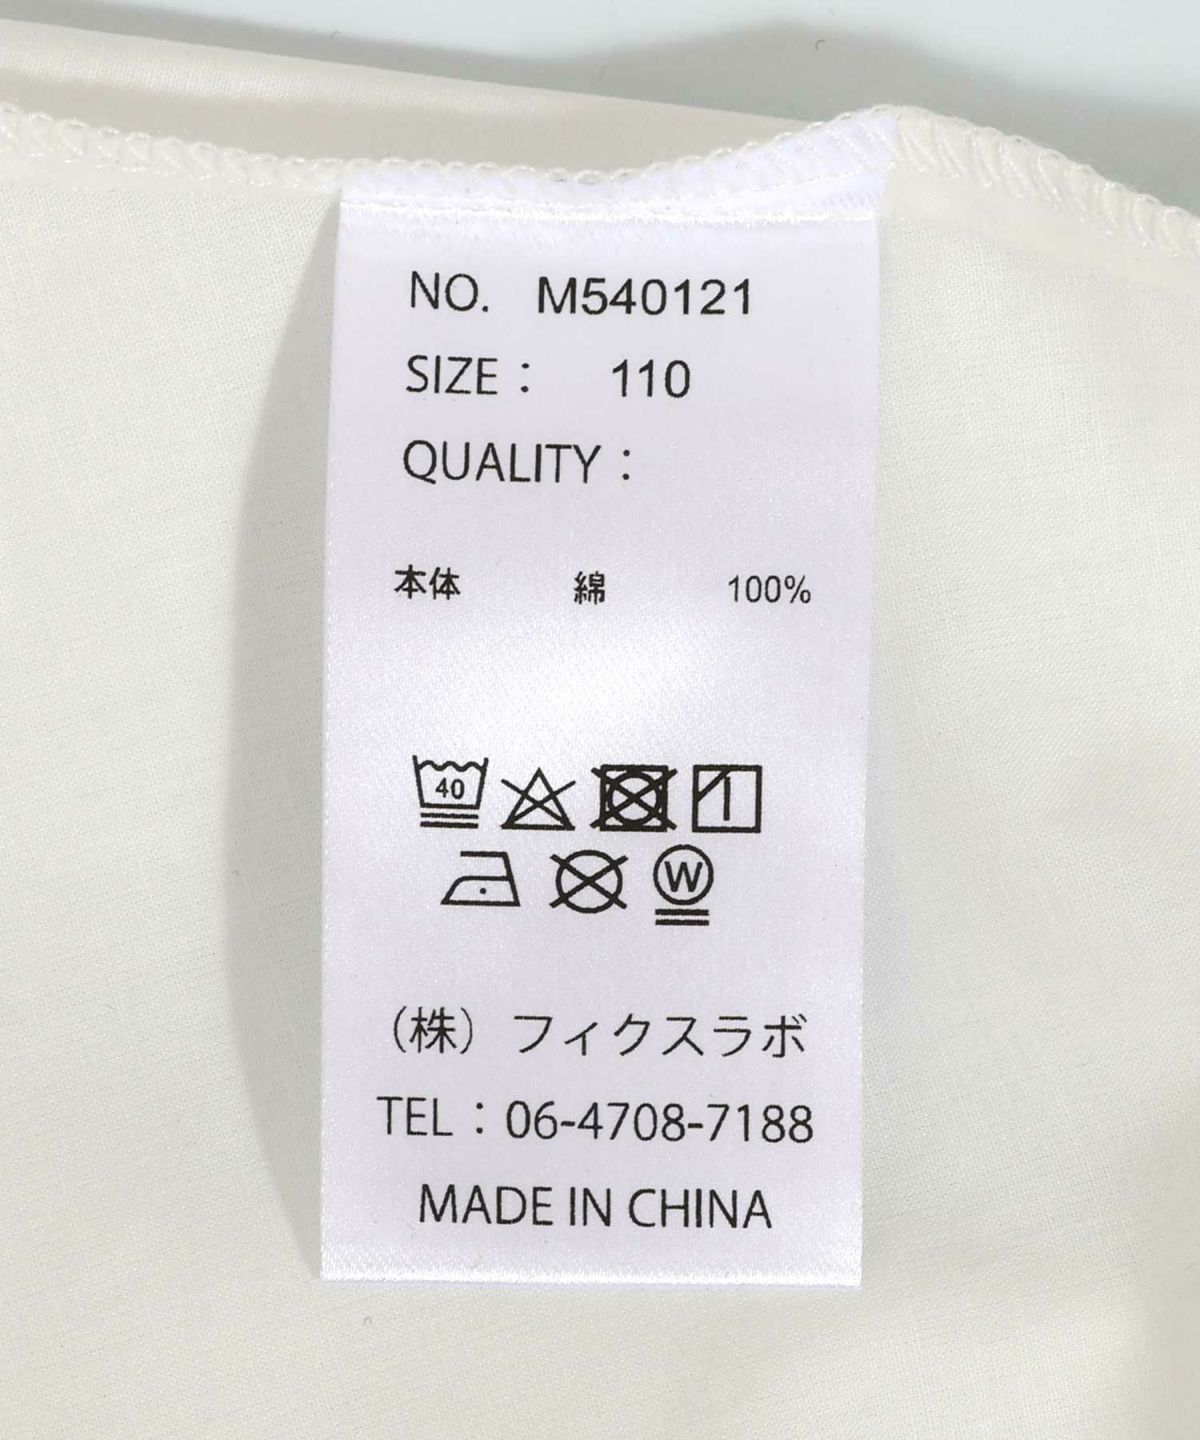 NO. M540121
SIZE： 110
QUALITY：
本体 綿 100%
40
W
（株）フィクスラボ
TEL：06-4708-7188
MADE IN CHINA